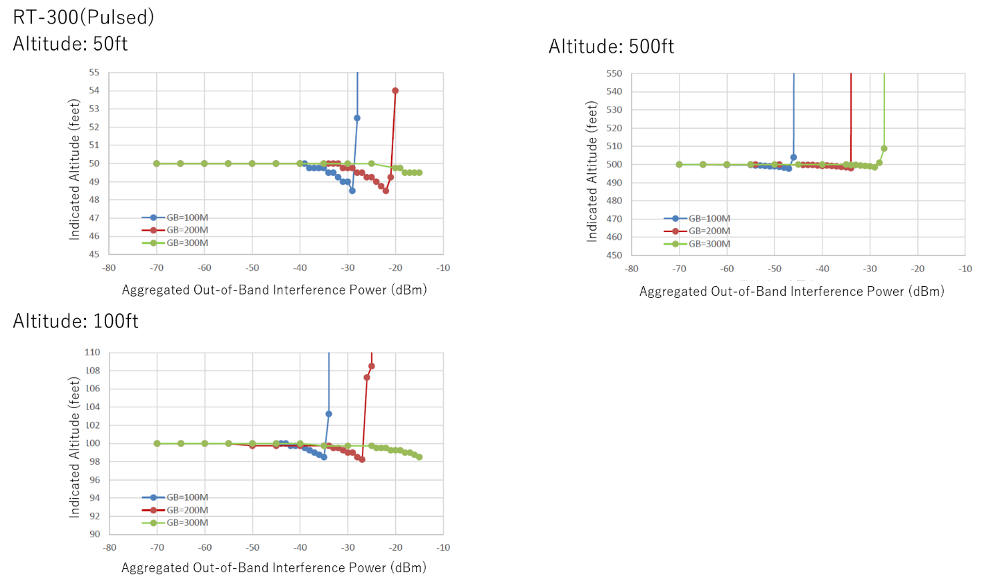 RT-300(Pulsed)
Altitude: 50ft
Indicated Altitude (feet)
55
54
53
52
51
50
49
48
47
46
45
GB=100M
GB=200M
GB=300M
-80 -70 -60 -50 -40 -30 -20 -10
Aggregated Out-of-Band Interference Power (dBm)
Altitude: 500ft
Indicated Altitude (feet)
550
540
530
520
510
500
490
480
470
460
450
GB=100M
GB=200M
GB=300M
-80 -70 -60 -50 -40 -30 -20 -10
Aggregated Out-of-Band Interference Power (dBm)
Altitude: 100ft
Indicated Altitude (feet)
110
108
106
104
102
100
98
96
94
92
90
GB=100M
GB=200M
GB=300M
-80 -70 -60 -50 -40 -30 -20 -10
Aggregated Out-of-Band Interference Power (dBm)